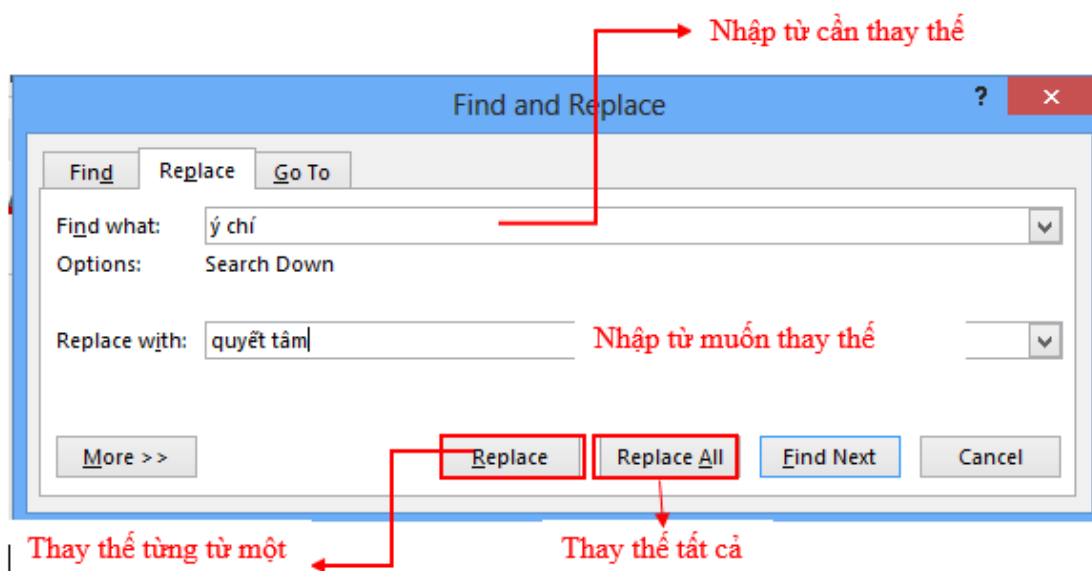 Nhập từ cần thay thế
Find and Replace
?
Find Replace Go To
Find what: ý chí
Options: Search Down
Replace with: quyết tâm Nhập từ muốn thay thế
More >> Replace Replace All Find Next Cancel
Thay thế từng từ một Thay thế tất cả